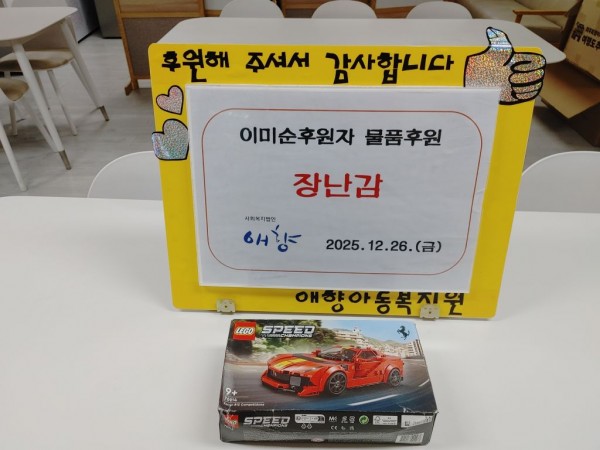 후원해 주셔서 감사합니다
이미순후원자 물품후원
장난감
사회복지법인
애향
2025.12.26.(금)
애향아동복지원
LEGO SPEED CHAMPIONS
9+
SPEED CHAMPIONS